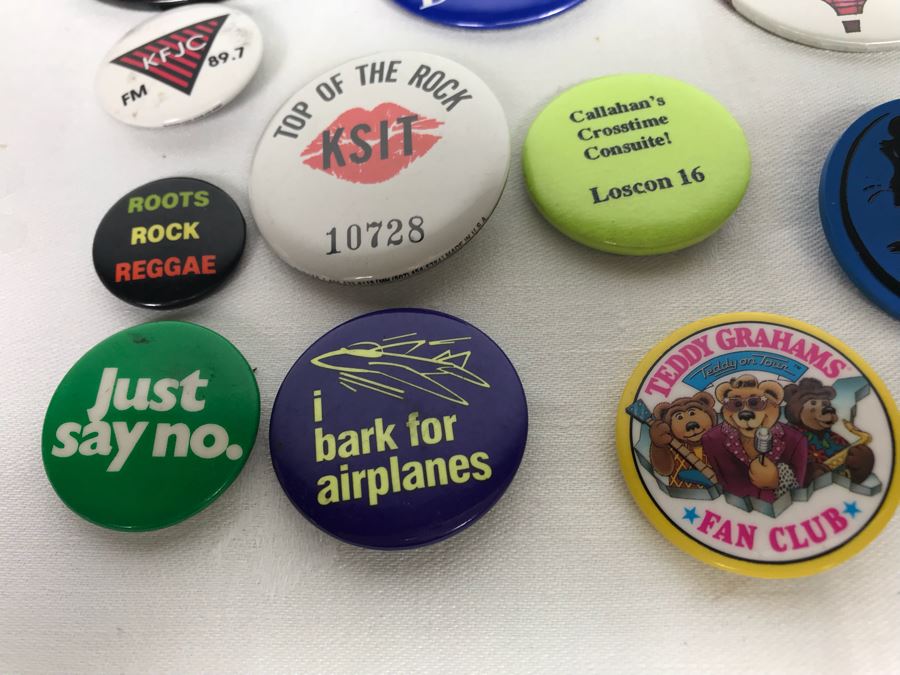 KFJC
FM 89.7
TOP OF THE ROCK
KSIT
10728
Callahan's
Crosstime
Consuite!
Loscon 16
ROOTS
ROCK
REGGAE
Just
say no.
i
bark for
airplanes
TEDDY GRAHAMS
Teddy on Tour
FAN CLUB